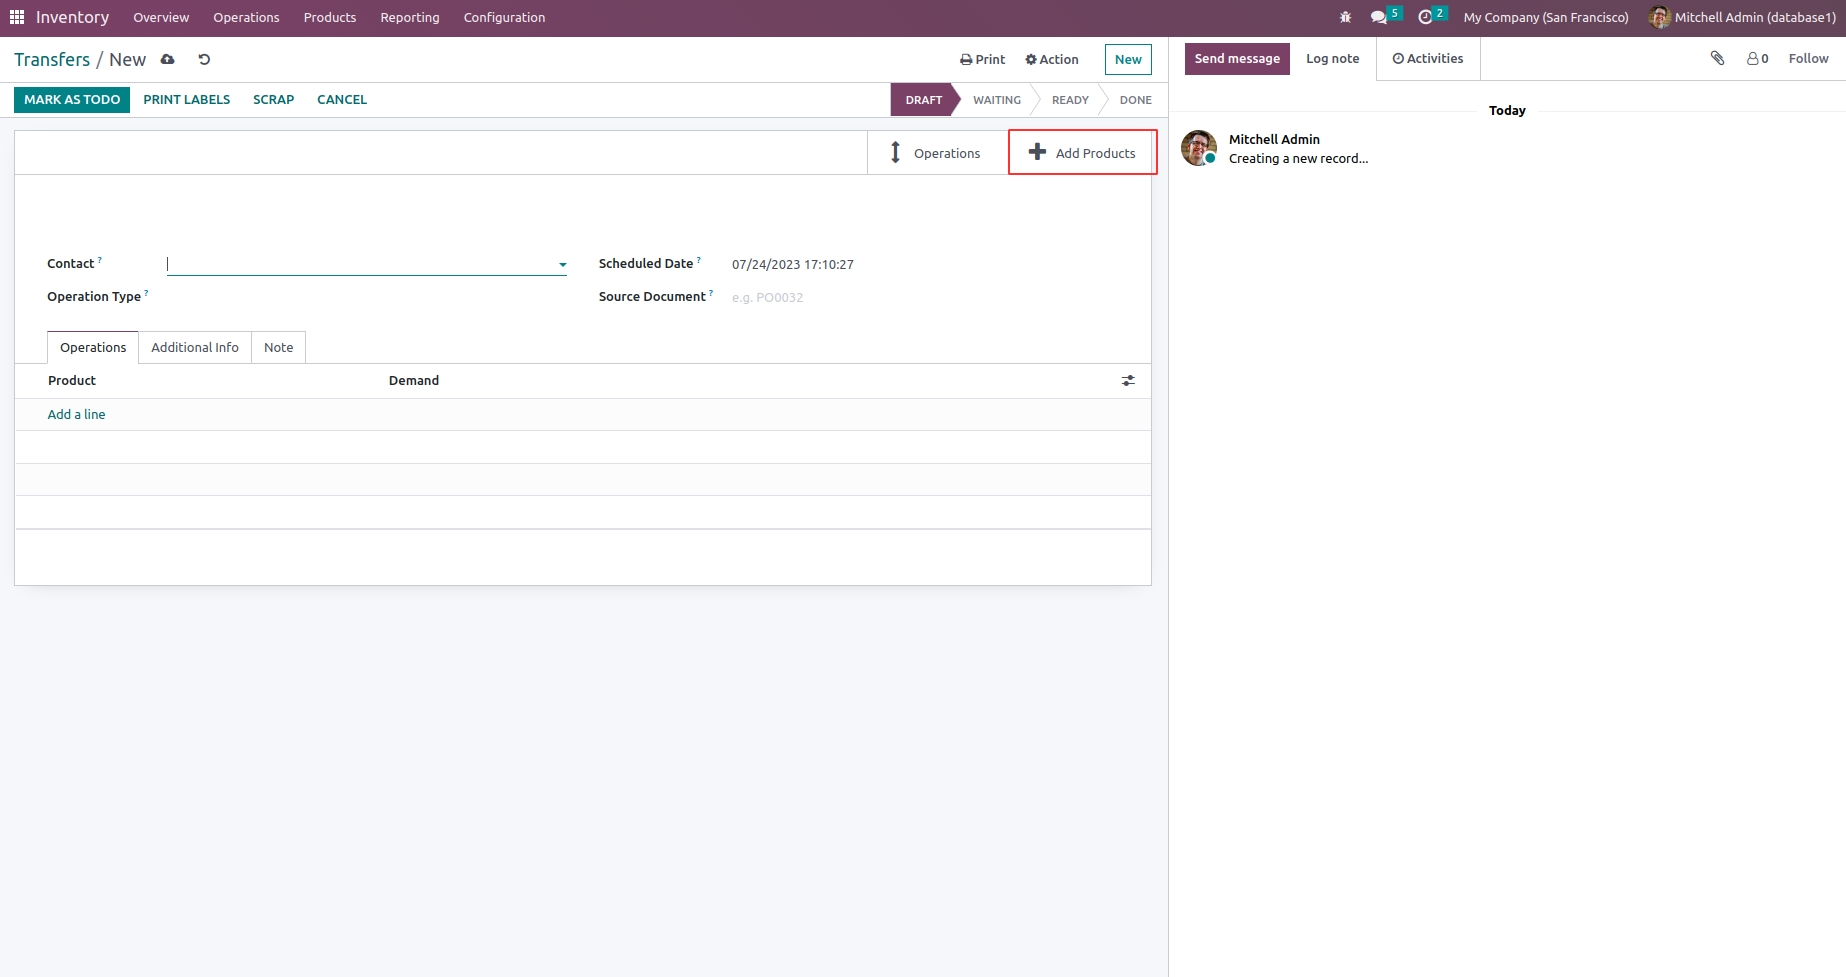 Inventory Overview Operations Products Reporting Configuration 5 2 My Company (San Francisco) Mitchell Admin (database1)
Transfers / New Print Action New
Send message Log note Activities 0 Follow
MARK AS TODO PRINT LABELS SCRAP CANCEL DRAFT WAITING READY DONE
Today
Operations Add Products
Mitchell Admin
Creating a new record...
Contact ? Scheduled Date ? 07/24/2023 17:10:27
Operation Type ? Source Document ? e.g. PO0032
Operations Additional Info Note
Product Demand
Add a line